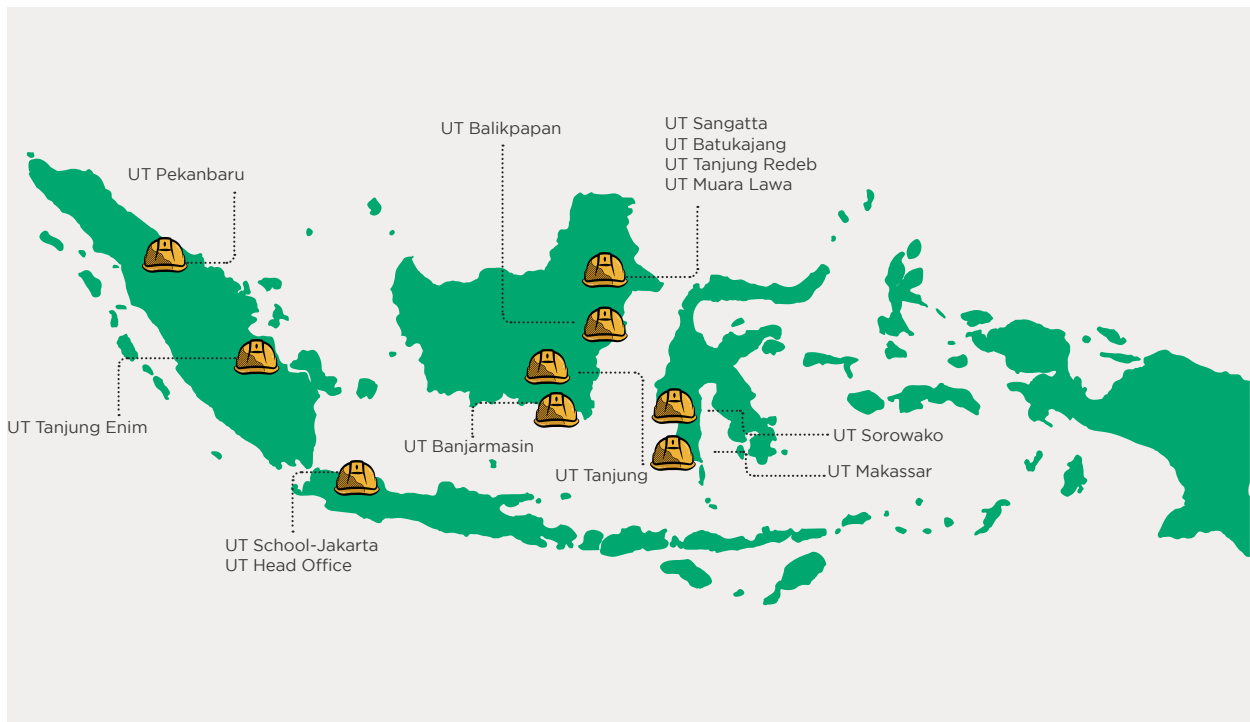 UT Balikpapan
UT Sangatta
UT Batukajang
UT Tanjung Redeb
UT Muara Lawa
UT Pekanbaru
UT Tanjung Enim
UT Banjarmasin
UT Tanjung
UT Sorowako
UT Makassar
UT School-Jakarta
UT Head Office